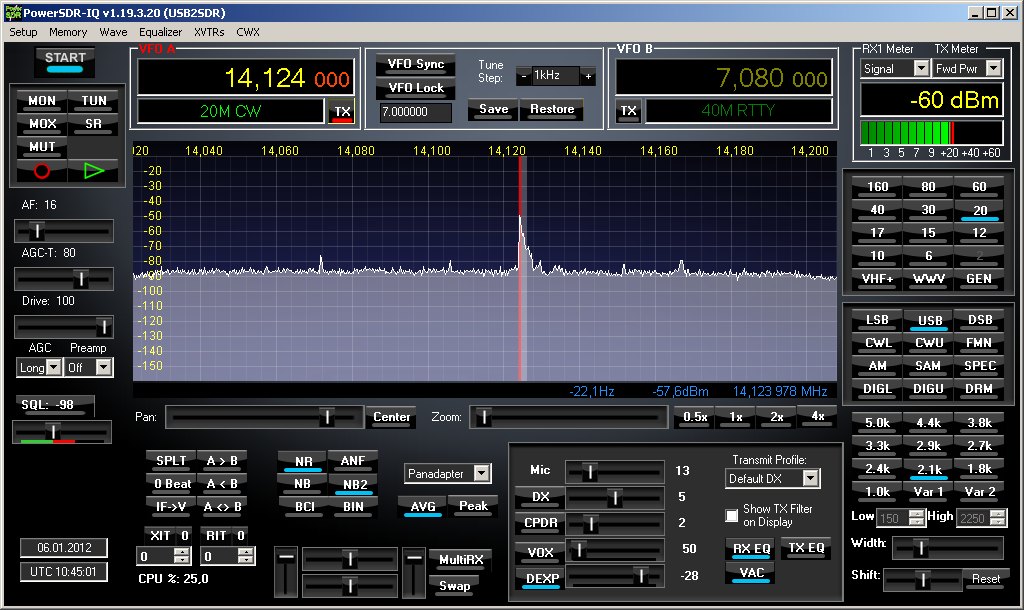 PowerSDR-IQ v1.19.3.20 (USB2SDR)
Setup Memory Wave Equalizer XVTRs CWX
START
MON TUN
MOX SR
MUT
AF: 16
AGC-T: 80
Drive: 100
AGC Preamp
Long Off
SQL: -98
VFO A
14,124 000
20M CW TX
VFO Sync
VFO Lock
7.000000
Tune
Step: - 1kHz +
Save Restore
VFO B
7,080 000
TX 40M RTTY
RX1 Meter TX Meter
Signal Fwd Pwr
-60 dBm
1 3 5 7 9 +20 +40 +60
120 14,040 14,060 14,080 14,100 14,120 14,140 14,160 14,180 14,200
-20
-30
-40
-50
-60
-70
-80
-90
-100
-110
-120
-130
-140
-150
-22,1Hz -57,6dBm 14,123 978 MHz
Pan: Center Zoom: 0.5x 1x 2x 4x
160 80 60
40 30 20
17 15 12
10 6 2
VHF+ WWV GEN
LSB USB DSB
CWL CWU FMN
AM SAM SPEC
DIGL DIGU DRM
5.0k 4.4k 3.8k
3.3k 2.9k 2.7k
2.4k 2.1k 1.8k
1.0k Var 1 Var 2
Low 150 High 2250
Width:
Shift: Reset
SPLT A > B
0 Beat A < B
IF->V A <> B
XIT 0 RIT 0
0 0
CPU %: 25,0
06.01.2012
UTC 10:45:01
NR ANF
NB NB2
BCI BIN
Panadapter
AVG Peak
MultiRX
Swap
Mic 13
DX 5
CPDR 2
VOX 50
DEXP -28
Transmit Profile:
Default DX
Show TX Filter
on Display
RX EQ TX EQ
VAC